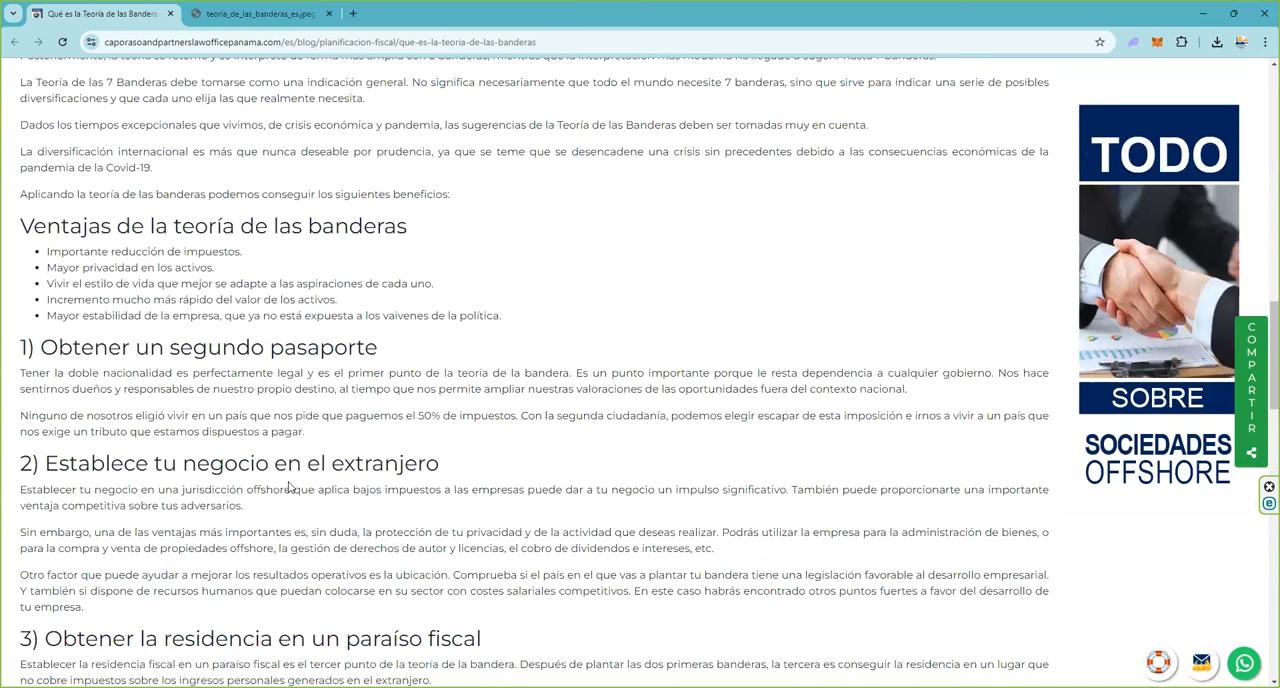 Qué es la Teoría de las Bandera
teoria_de_las_banderas_es.jpeg
caporasoandpartnerslawofficepanama.com/es/blog/planificacion-fiscal/que-es-la-teoria-de-las-banderas
La Teoría de las 7 Banderas debe tomarse como una indicación general. No significa necesariamente que todo el mundo necesite 7 banderas, sino que sirve para indicar una serie de posibles
diversificaciones y que cada uno elija las que realmente necesita.
Dados los tiempos excepcionales que vivimos, de crisis económica y pandemia, las sugerencias de la Teoría de las Banderas deben ser tomadas muy en cuenta.
La diversificación internacional es más que nunca deseable por prudencia, ya que se teme que se desencadene una crisis sin precedentes debido a las consecuencias económicas de la
pandemia de la Covid-19.
Aplicando la teoría de las banderas podemos conseguir los siguientes beneficios:
Ventajas de la teoría de las banderas
• Importante reducción de impuestos.
• Mayor privacidad en los activos.
• Vivir el estilo de vida que mejor se adapte a las aspiraciones de cada uno.
• Incremento mucho más rápido del valor de los activos.
• Mayor estabilidad de la empresa, que ya no está expuesta a los vaivenes de la política.
1) Obtener un segundo pasaporte
Tener la doble nacionalidad es perfectamente legal y es el primer punto de la teoría de la bandera. Es un punto importante porque le resta dependencia a cualquier gobierno. Nos hace
sentirnos dueños y responsables de nuestro propio destino, al tiempo que nos permite ampliar nuestras valoraciones de las oportunidades fuera del contexto nacional.
Ninguno de nosotros eligió vivir en un país que nos pide que paguemos el 50% de impuestos. Con la segunda ciudadanía, podemos elegir escapar de esta imposición e irnos a vivir a un país que
nos exige un tributo que estamos dispuestos a pagar.
2) Establece tu negocio en el extranjero
Establecer tu negocio en una jurisdicción offshore que aplica bajos impuestos a las empresas puede dar a tu negocio un impulso significativo. También puede proporcionarte una importante
ventaja competitiva sobre tus adversarios.
Sin embargo, una de las ventajas más importantes es, sin duda, la protección de tu privacidad y de la actividad que deseas realizar. Podrás utilizar la empresa para la administración de bienes, o
para la compra y venta de propiedades offshore, la gestión de derechos de autor y licencias, el cobro de dividendos e intereses, etc.
Otro factor que puede ayudar a mejorar los resultados operativos es la ubicación. Comprueba si el país en el que vas a plantar tu bandera tiene una legislación favorable al desarrollo empresarial.
Y también si dispone de recursos humanos que puedan colocarse en su sector con costes salariales competitivos. En este caso habrás encontrado otros puntos fuertes a favor del desarrollo de
tu empresa.
3) Obtener la residencia en un paraíso fiscal
Establecer la residencia fiscal en un paraíso fiscal es el tercer punto de la teoría de la bandera. Después de plantar las dos primeras banderas, la tercera es conseguir la residencia en un lugar que
no cobre impuestos sobre los ingresos personales generados en el extranjero.
TODO
SOBRE
SOCIEDADES
OFFSHORE
COMPARTIR